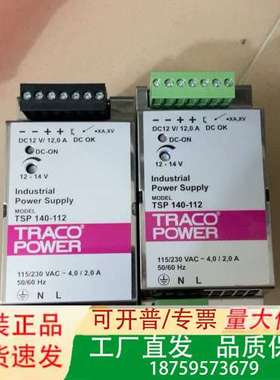 - - + + ⏊ DC OK •XA,XV
DC12 V/ 12,0 A
DC-ON
12 - 14 V
Industrial
Power Supply
MODEL
TSP 140-112
TRACO
POWER
115/230 VAC ~ 4,0 / 2,0 A
50/60 Hz
N L
- - + + DC OK •XA,XV
DC12 V/ 12,0 A
DC-ON
12 - 14 V
Industrial
Power Supply
MODEL
TSP 140-112
TRACO
POWER
115/230 VAC ~ 4,0 / 2,0 A
50/60 Hz
N L
装正品
货速发
可开普/专票
大量优
工厂直发
18759573679